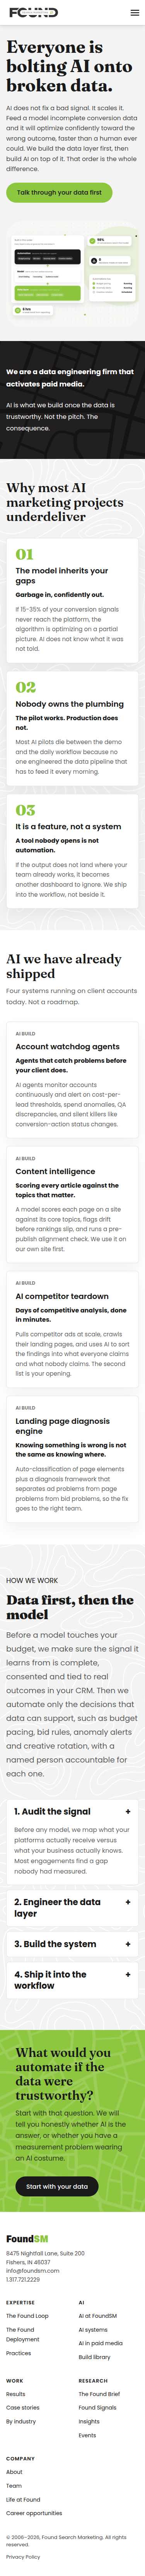 FOUND
Everyone is
bolting AI onto
broken data.
AI does not fix a bad signal. It scales it.
Feed a model incomplete conversion data
and it will optimize confidently toward the
wrong outcome, faster than a human ever
could. We build the data layer first, then
build AI on top of it. That order is the whole
difference.
Talk through your data first
We are a data engineering firm that
activates paid media.
AI is what we build once the data is
trustworthy. Not the pitch. The
consequence.
Why most AI
marketing projects
underdeliver
01
The model inherits your
gaps
Garbage in, confidently out.
If 15-35% of your conversion signals
never reach the platform, the
algorithm is optimizing on a partial
picture. AI does not know what it was
not told.
02
Nobody owns the plumbing
The pilot works. Production does
not.
Most AI pilots die between the demo
and the daily workflow because no
one engineered the data pipeline that
has to feed it every morning.
03
It is a feature, not a system
A tool nobody opens is not
automation.
If the output does not land where your
team already works, it becomes
another dashboard to ignore. We ship
into the workflow, not beside it.
AI we have already
shipped
Four systems running on client accounts
today. Not a roadmap.
AI BUILD
Account watchdog agents
Agents that catch problems before
your client does.
AI agents monitor accounts
continuously and alert on cost-per-
lead thresholds, spend anomalies, QA
discrepancies, and silent killers like
conversion-action status changes.
AI BUILD
Content intelligence
Scoring every article against the
topics that matter.
A model scores each page on a site
against its core topics, flags drift
before rankings slip, and runs a pre-
publish alignment check. We use it on
our own site first.
AI BUILD
AI competitor teardown
Days of competitive analysis, done
in minutes.
Pulls competitor ads at scale, crawls
their landing pages, and uses AI to sort
the findings into what everyone claims
and what nobody claims. The second
list is your opening.
AI BUILD
Landing page diagnosis
engine
Knowing something is wrong is not
the same as knowing where.
Auto-classification of page elements
plus a diagnosis framework that
separates ad problems from page
problems from bid problems, so the fix
goes to the right team.
HOW WE WORK
Data first, then the
model
Before a model touches your
budget, we make sure the signal it
learns from is complete,
consented and tied to real
outcomes in your CRM. Then we
automate only the decisions that
data can support, such as budget
pacing, bid rules, anomaly alerts
and creative rotation, with a
named person accountable for
each one.
1. Audit the signal +
Before any model, we map what your
platforms actually receive versus
what your business actually knows.
Most engagements find a gap
nobody had measured.
2. Engineer the data
layer +
3. Build the system +
4. Ship it into the
workflow +
What would you
automate if the
data were
trustworthy?
Start with that question. We will
tell you honestly whether AI is the
answer, or whether you have a
measurement problem wearing
an AI costume.
Start with your data
FoundSM
9475 Nightfall Lane, Suite 200
Fishers, IN 46037
info@foundsm.com
1.317.721.2229
EXPERTISE
The Found Loop
The Found
Deployment
Practices
AI
AI at FoundSM
AI systems
AI in paid media
Build library
WORK
Results
Case stories
By industry
RESEARCH
The Found Brief
Found Signals
Insights
Events
COMPANY
About
Team
Life at Found
Career opportunities
© 2006–2026, Found Search Marketing. All rights
reserved.
Privacy Policy